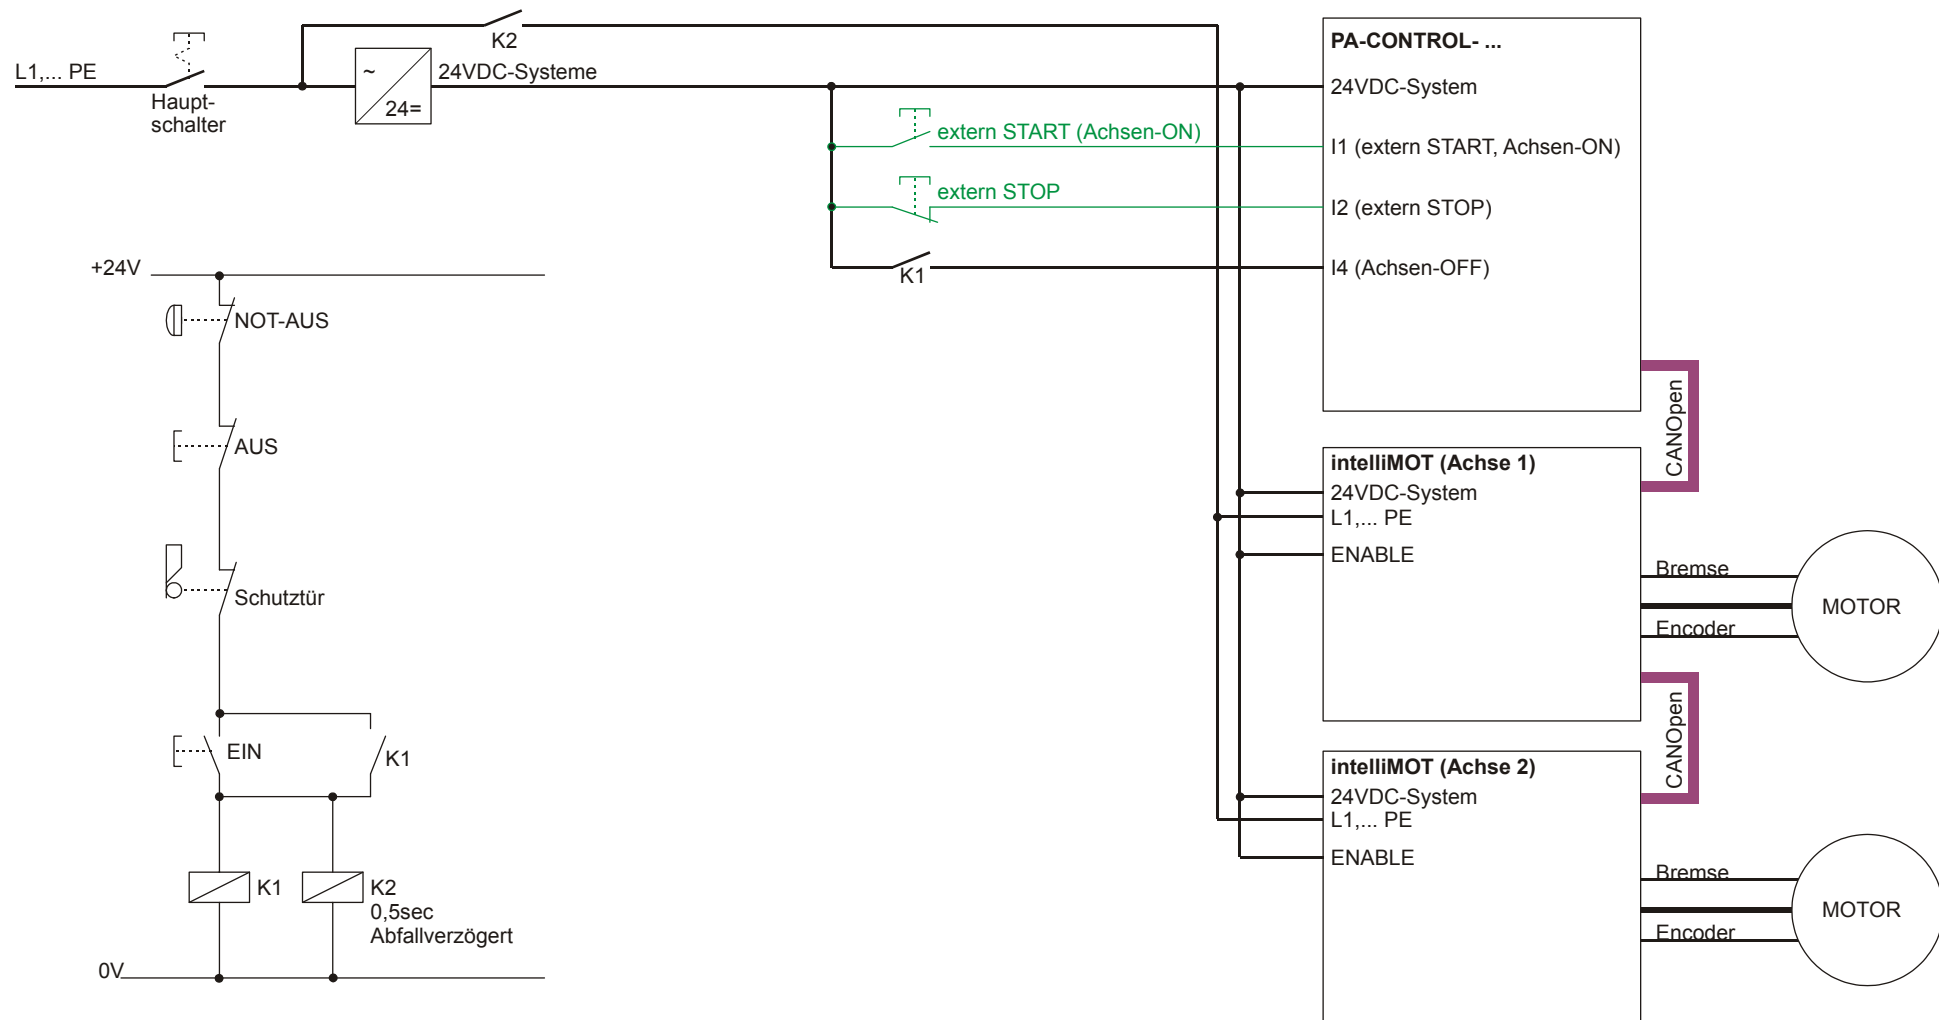 K2
L1,... PE
Haupt-
schalter
~
24=
24VDC-Systeme
extern START (Achsen-ON)
extern STOP
K1
PA-CONTROL- ...
24VDC-System
I1 (extern START, Achsen-ON)
I2 (extern STOP)
I4 (Achsen-OFF)
CANOpen
+24V
NOT-AUS
AUS
Schutztür
EIN
K1
K1
K2
0,5sec
Abfallverzögert
0V
intelliMOT (Achse 1)
24VDC-System
L1,... PE
ENABLE
Bremse
Encoder
MOTOR
CANOpen
intelliMOT (Achse 2)
24VDC-System
L1,... PE
ENABLE
Bremse
Encoder
MOTOR